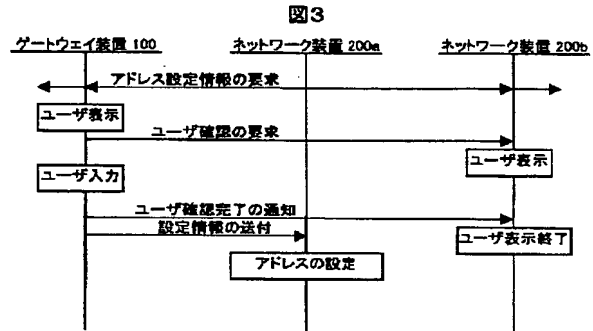 図3
ゲートウェイ装置 100
ネットワーク装置 200a
ネットワーク装置 200b
アドレス設定情報の要求
ユーザ表示
ユーザ確認の要求
ユーザ表示
ユーザ入力
ユーザ確認完了の通知
設定情報の送付
ユーザ表示終了
アドレスの設定